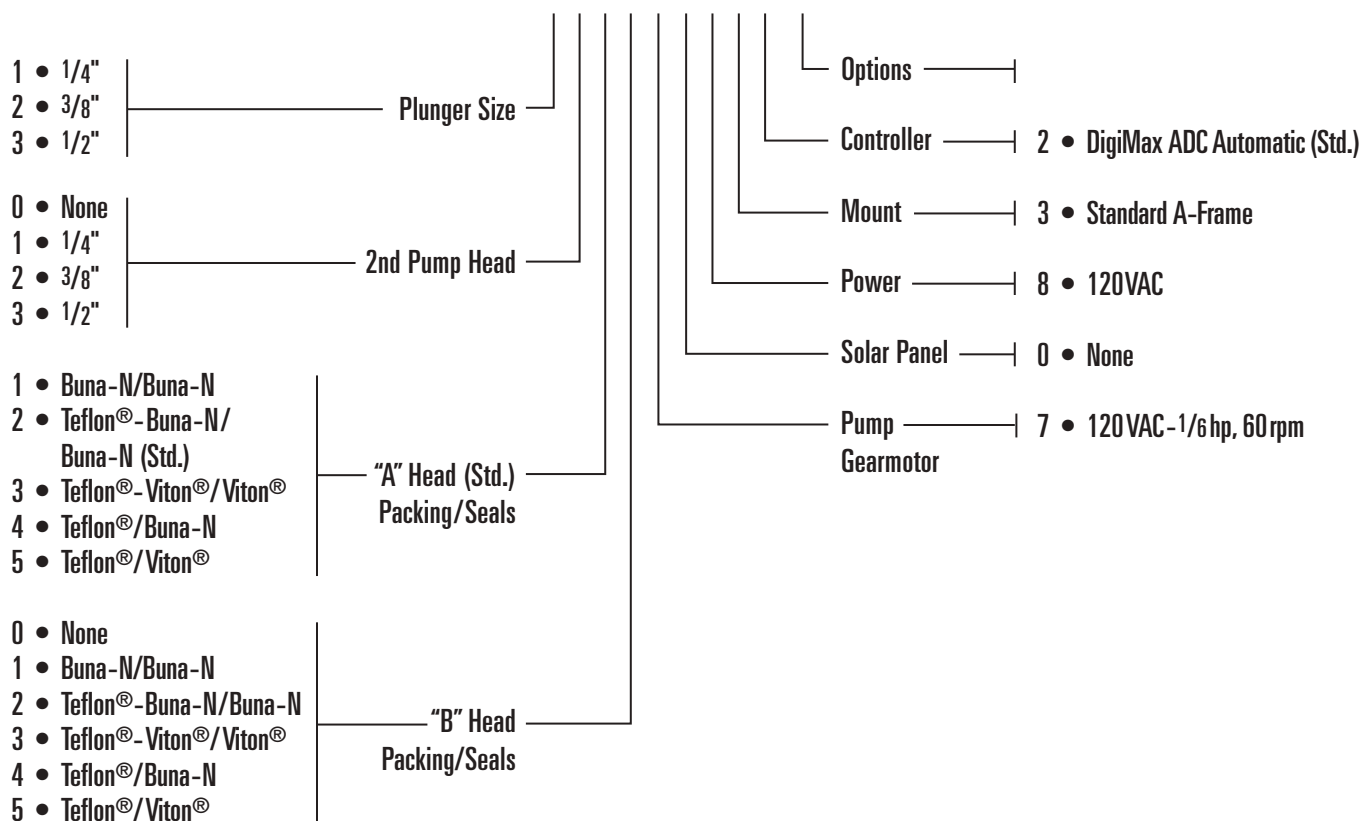 1 • 1/4"
2 • 3/8"
3 • 1/2"
Plunger Size
0 • None
1 • 1/4"
2 • 3/8"
3 • 1/2"
2nd Pump Head
1 • Buna-N/Buna-N
2 • Teflon®-Buna-N/
Buna-N (Std.)
3 • Teflon®-Viton®/Viton®
4 • Teflon®/Buna-N
5 • Teflon®/Viton®
“A” Head (Std.)
Packing/Seals
0 • None
1 • Buna-N/Buna-N
2 • Teflon®-Buna-N/Buna-N
3 • Teflon®-Viton®/Viton®
4 • Teflon®/Buna-N
5 • Teflon®/Viton®
“B” Head
Packing/Seals
Options
Controller
2 • DigiMax ADC Automatic (Std.)
Mount
3 • Standard A-Frame
Power
8 • 120VAC
Solar Panel
0 • None
Pump
Gearmotor
7 • 120VAC-1/6hp, 60rpm